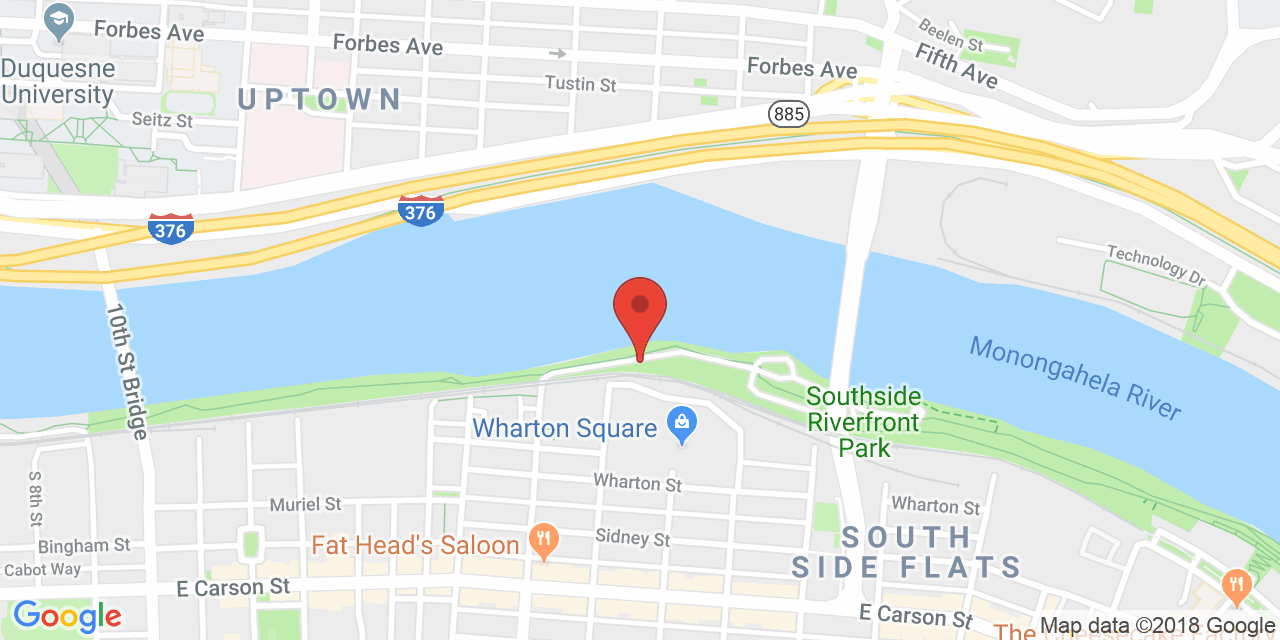 Forbes Ave
Forbes Ave
Beelen St
Fifth Ave
Forbes Ave
Duquesne
University
Tustin St
UPTOWN
885
Seitz St
376
376
Technology Dr
10th St Bridge
Monongahela River
Southside
Riverfront
Park
Wharton Square
S 8th St
Wharton St
Muriel St
Wharton St
Bingham St
Fat Head's Saloon
Sidney St
SOUTH
SIDE FLATS
Cabot Way
E Carson St
E Carson St
Google
The
Map data ©2018 Google